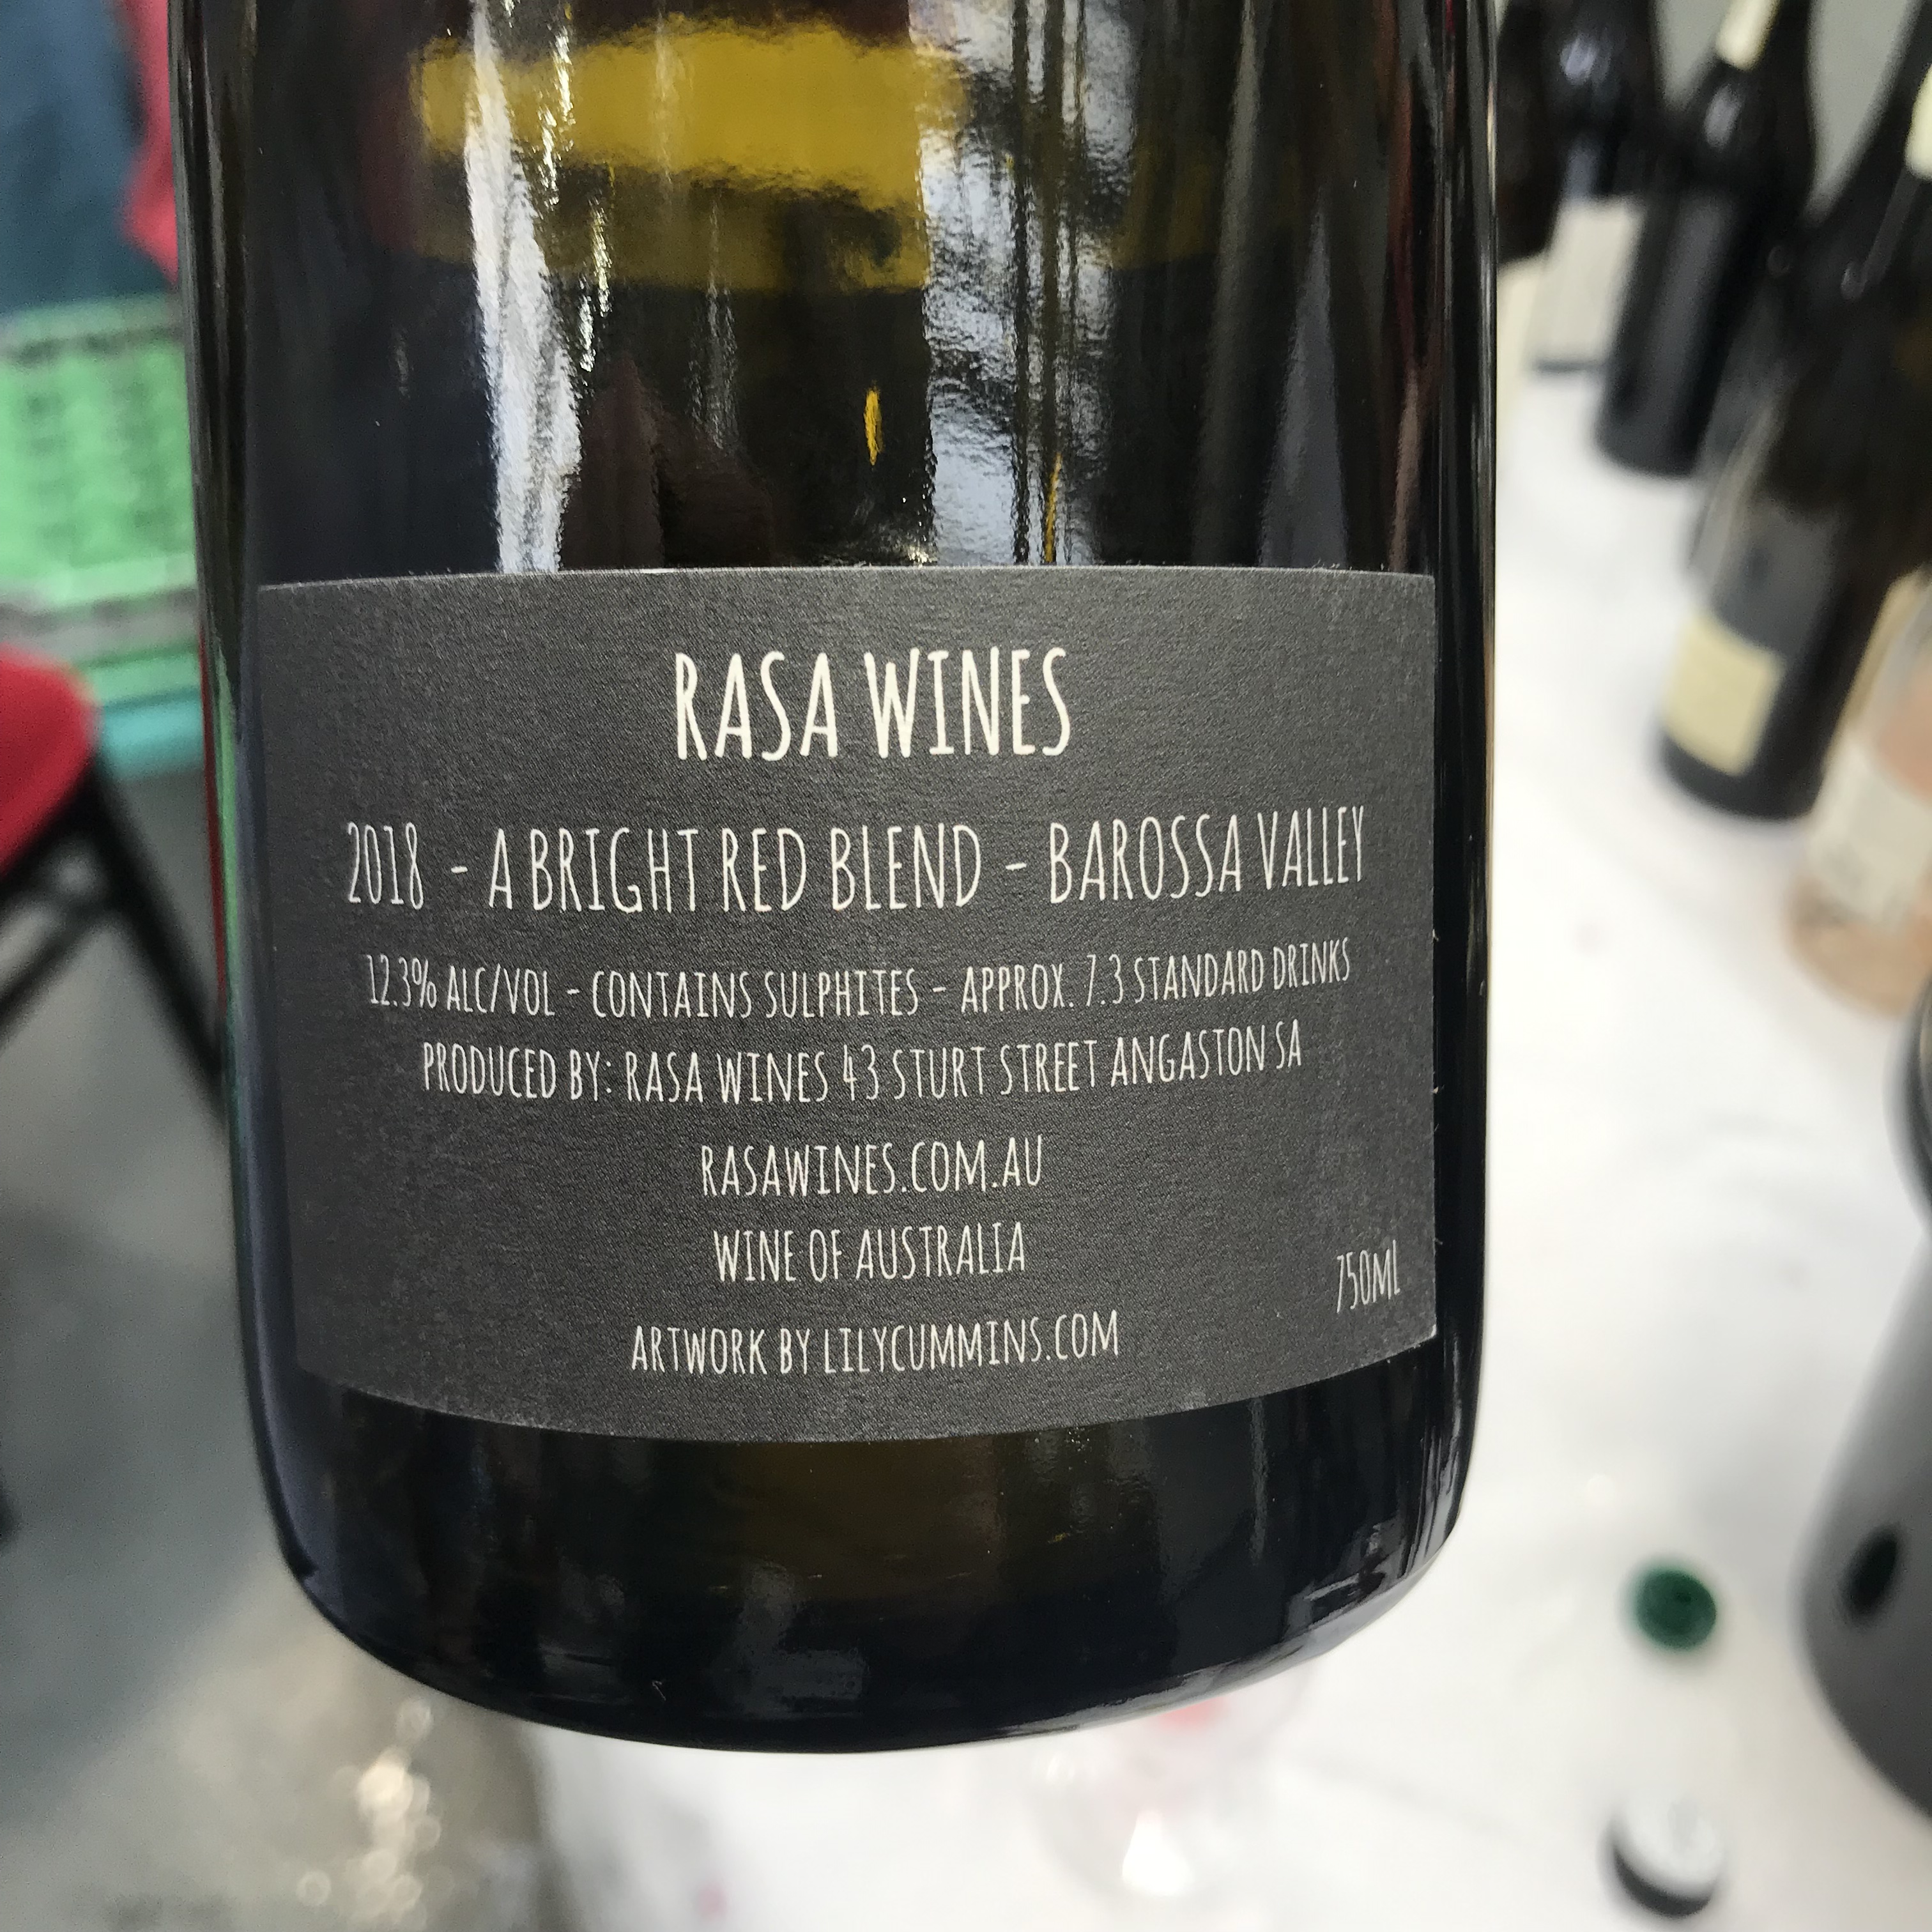 RASA WINES
2018 - A BRIGHT RED BLEND - BAROSSA VALLEY
12.3% ALC/VOL - CONTAINS SULPHITES - APPROX. 7.3 STANDARD DRINKS
PRODUCED BY: RASA WINES 43 STURT STREET ANGASTON SA
RASAWINES.COM.AU
WINE OF AUSTRALIA
750ML
ARTWORK BY LILYCUMMINS.COM